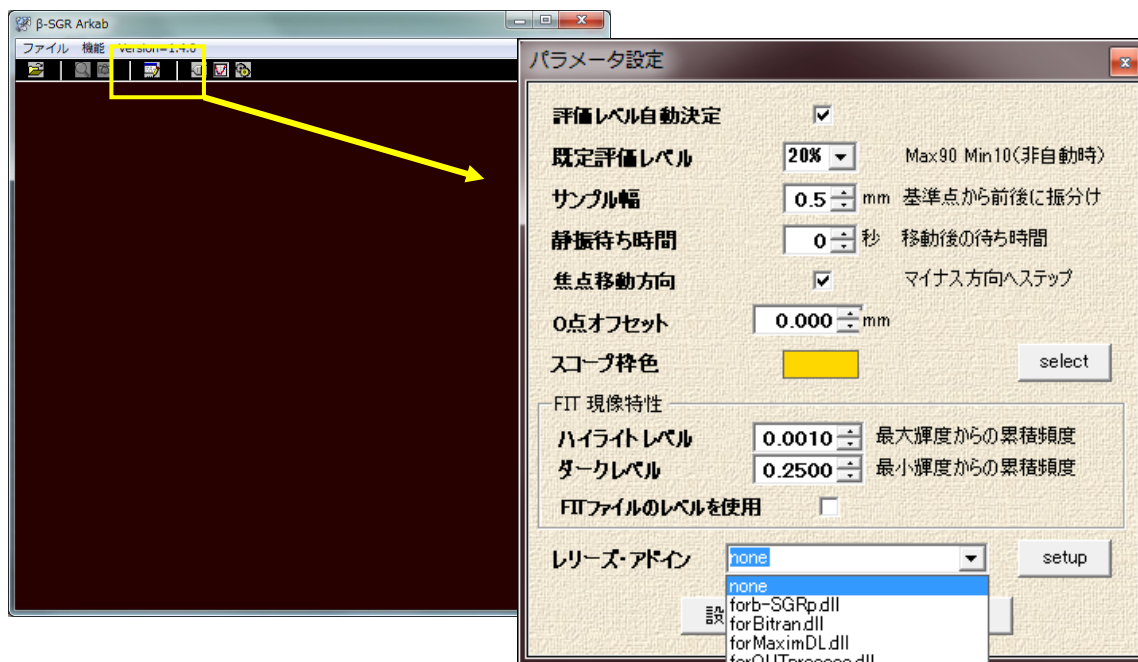 β-SGR Arkab
ファイル 機能 Version=1.4.0
パラメータ設定
評価レベル自動決定
既定評価レベル 20% Max90 Min10(非自動時)
サンプル幅 0.5 mm 基準点から前後に振分け
静振待ち時間 0 秒 移動後の待ち時間
焦点移動方向 マイナス方向へステップ
0点オフセット 0.000 mm
スコープ枠色 select
FIT 現像特性
ハイライトレベル 0.0010 最大輝度からの累積頻度
ダークレベル 0.2500 最小輝度からの累積頻度
FITファイルのレベルを使用
レリーズ・アドイン none setup
none
forb-SGRp.dll
設 forBitran.dll
forMaximDL.dll